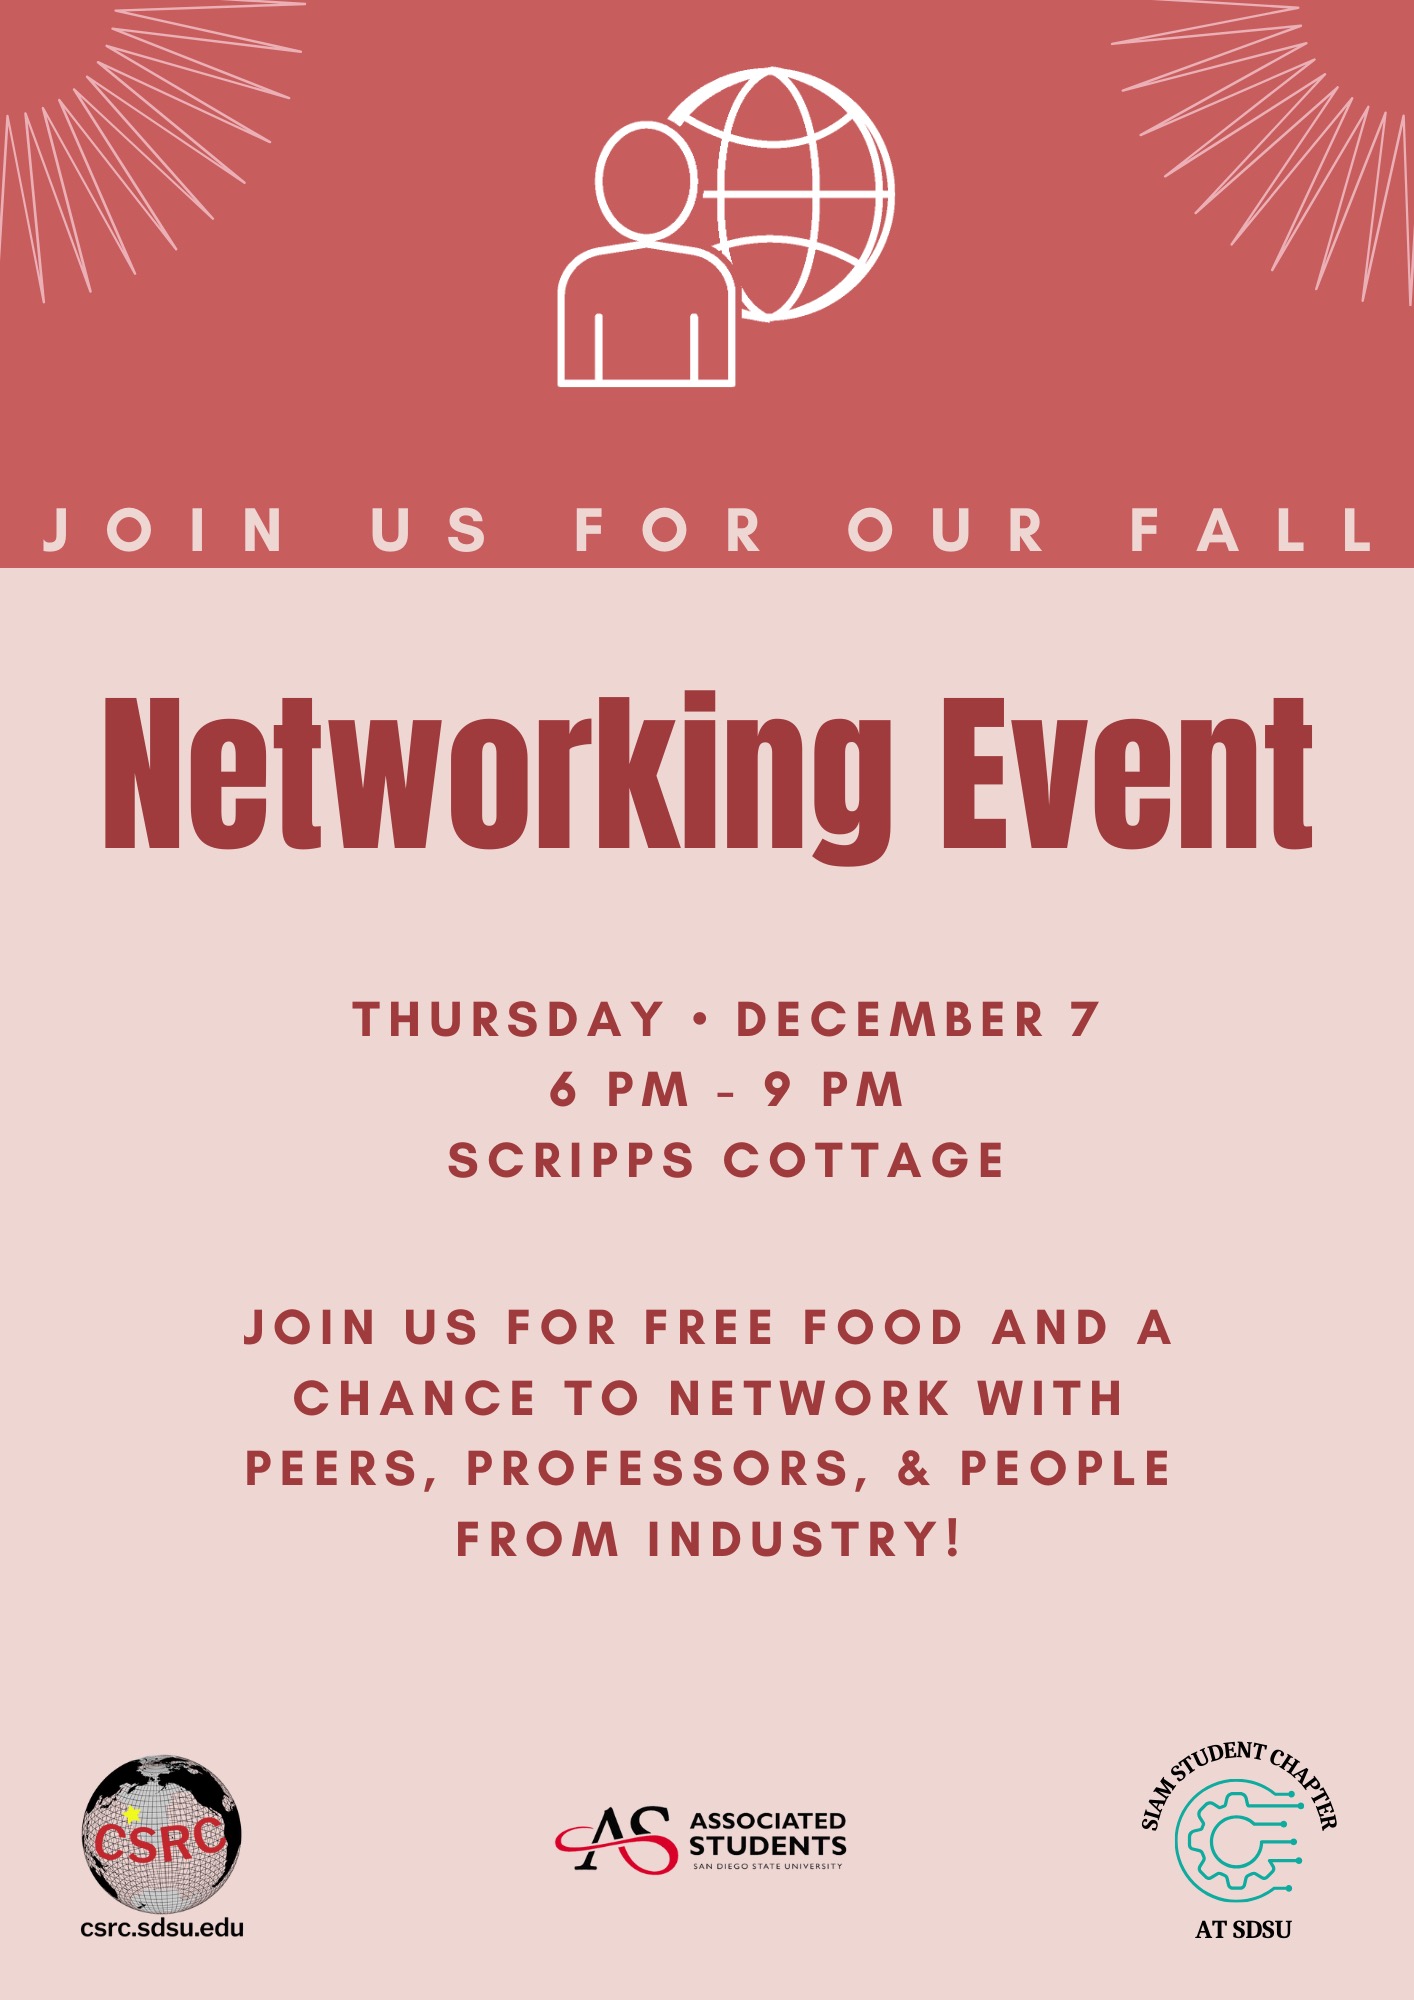 JOIN US FOR OUR FALL
Networking Event
THURSDAY • DECEMBER 7
6 PM - 9 PM
SCRIPPS COTTAGE
JOIN US FOR FREE FOOD AND A
CHANCE TO NETWORK WITH
PEERS, PROFESSORS, & PEOPLE
FROM INDUSTRY!
CSRC
csrc.sdsu.edu
AS
ASSOCIATED
STUDENTS
SAN DIEGO STATE UNIVERSITY
SIAM STUDENT CHAPTER
AT SDSU